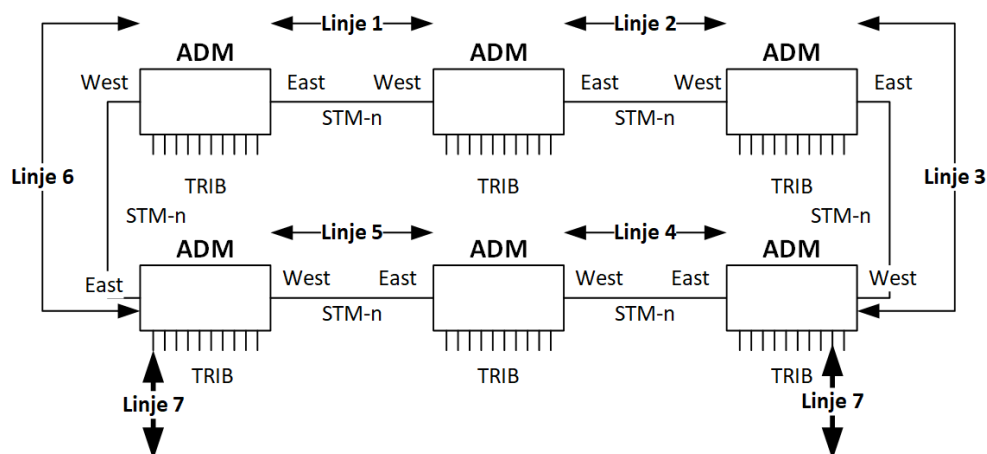 Linje 1 Linje 2
ADM ADM ADM
West East West East West East
STM-n STM-n
Linje 6 TRIB TRIB TRIB Linje 3
STM-n STM-n
Linje 5 Linje 4
ADM ADM ADM
East West East West East West
STM-n STM-n
TRIB TRIB TRIB
Linje 7 Linje 7